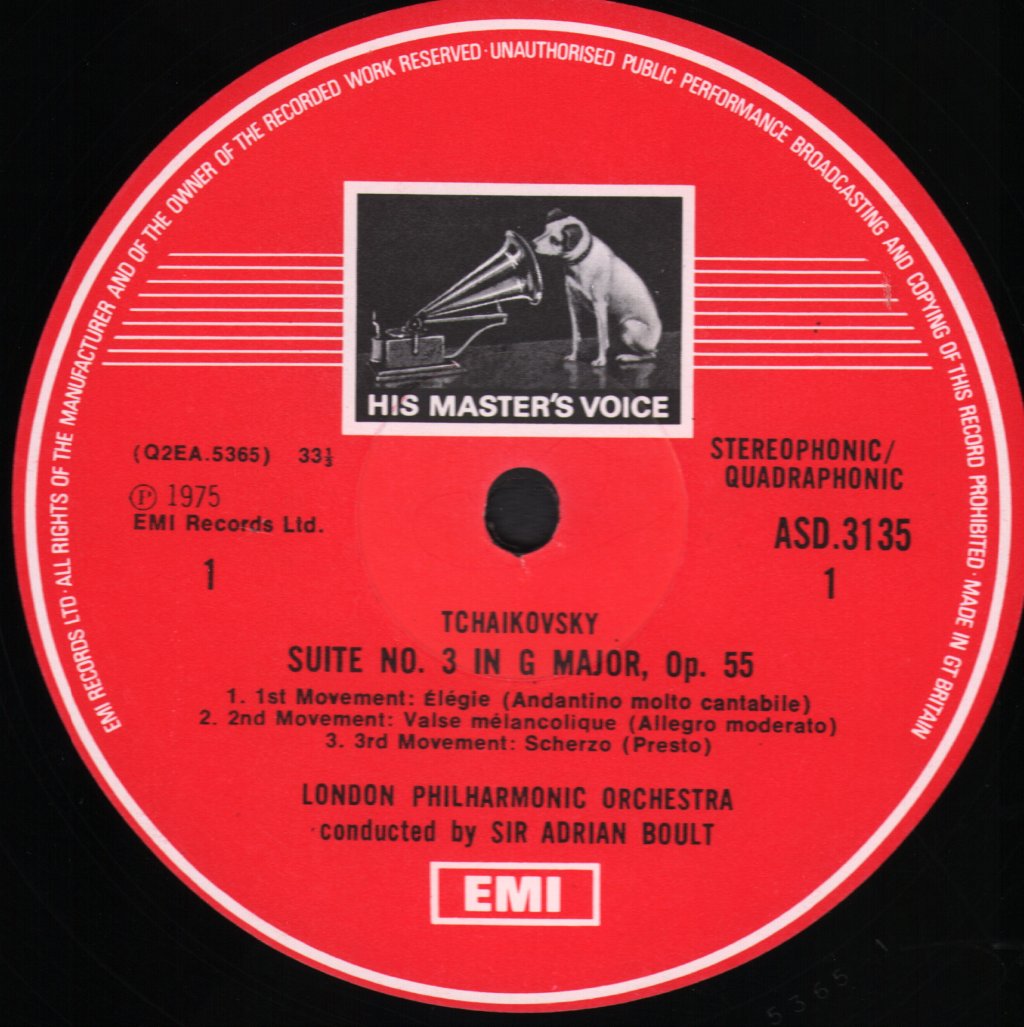 EMI RECORDS LTD · ALL RIGHTS OF THE MANUFACTURER AND OF THE OWNER OF THE RECORDED WORK RESERVED · UNAUTHORISED PUBLIC PERFORMANCE BROADCASTING AND COPYING OF THIS RECORD PROHIBITED · MADE IN GT BRITAIN
HIS MASTER'S VOICE
(Q2EA.5365) 33⅓
℗ 1975
EMI Records Ltd.
1
STEREOPHONIC/
QUADRAPHONIC
ASD.3135
1
TCHAIKOVSKY
SUITE NO. 3 IN G MAJOR, Op. 55
1. 1st Movement: Élégie (Andantino molto cantabile)
2. 2nd Movement: Valse mélancolique (Allegro moderato)
3. 3rd Movement: Scherzo (Presto)
LONDON PHILHARMONIC ORCHESTRA
conducted by SIR ADRIAN BOULT
EMI
5365 1